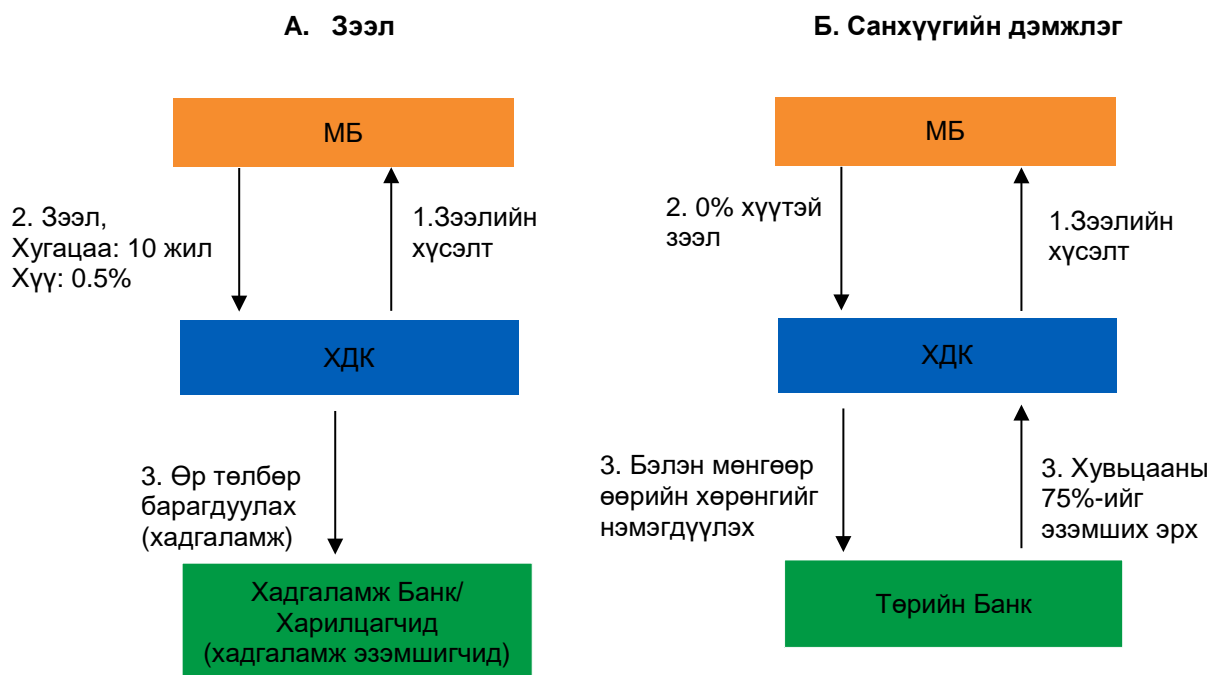 А. Зээл
МБ
2. Зээл,
Хугацаа: 10 жил
Хүү: 0.5%
1.Зээлийн
хүсэлт
ХДК
3. Өр төлбөр
барагдуулах
(хадгаламж)
Хадгаламж Банк/
Харилцагчид
(хадгаламж эзэмшигчид)
Б. Санхүүгийн дэмжлэг
МБ
2. 0% хүүтэй
зээл
1.Зээлийн
хүсэлт
ХДК
3. Бэлэн мөнгөөр
өөрийн хөрөнгийг
нэмэгдүүлэх
3. Хувьцааны
75%-ийг
эзэмших эрх
Төрийн Банк